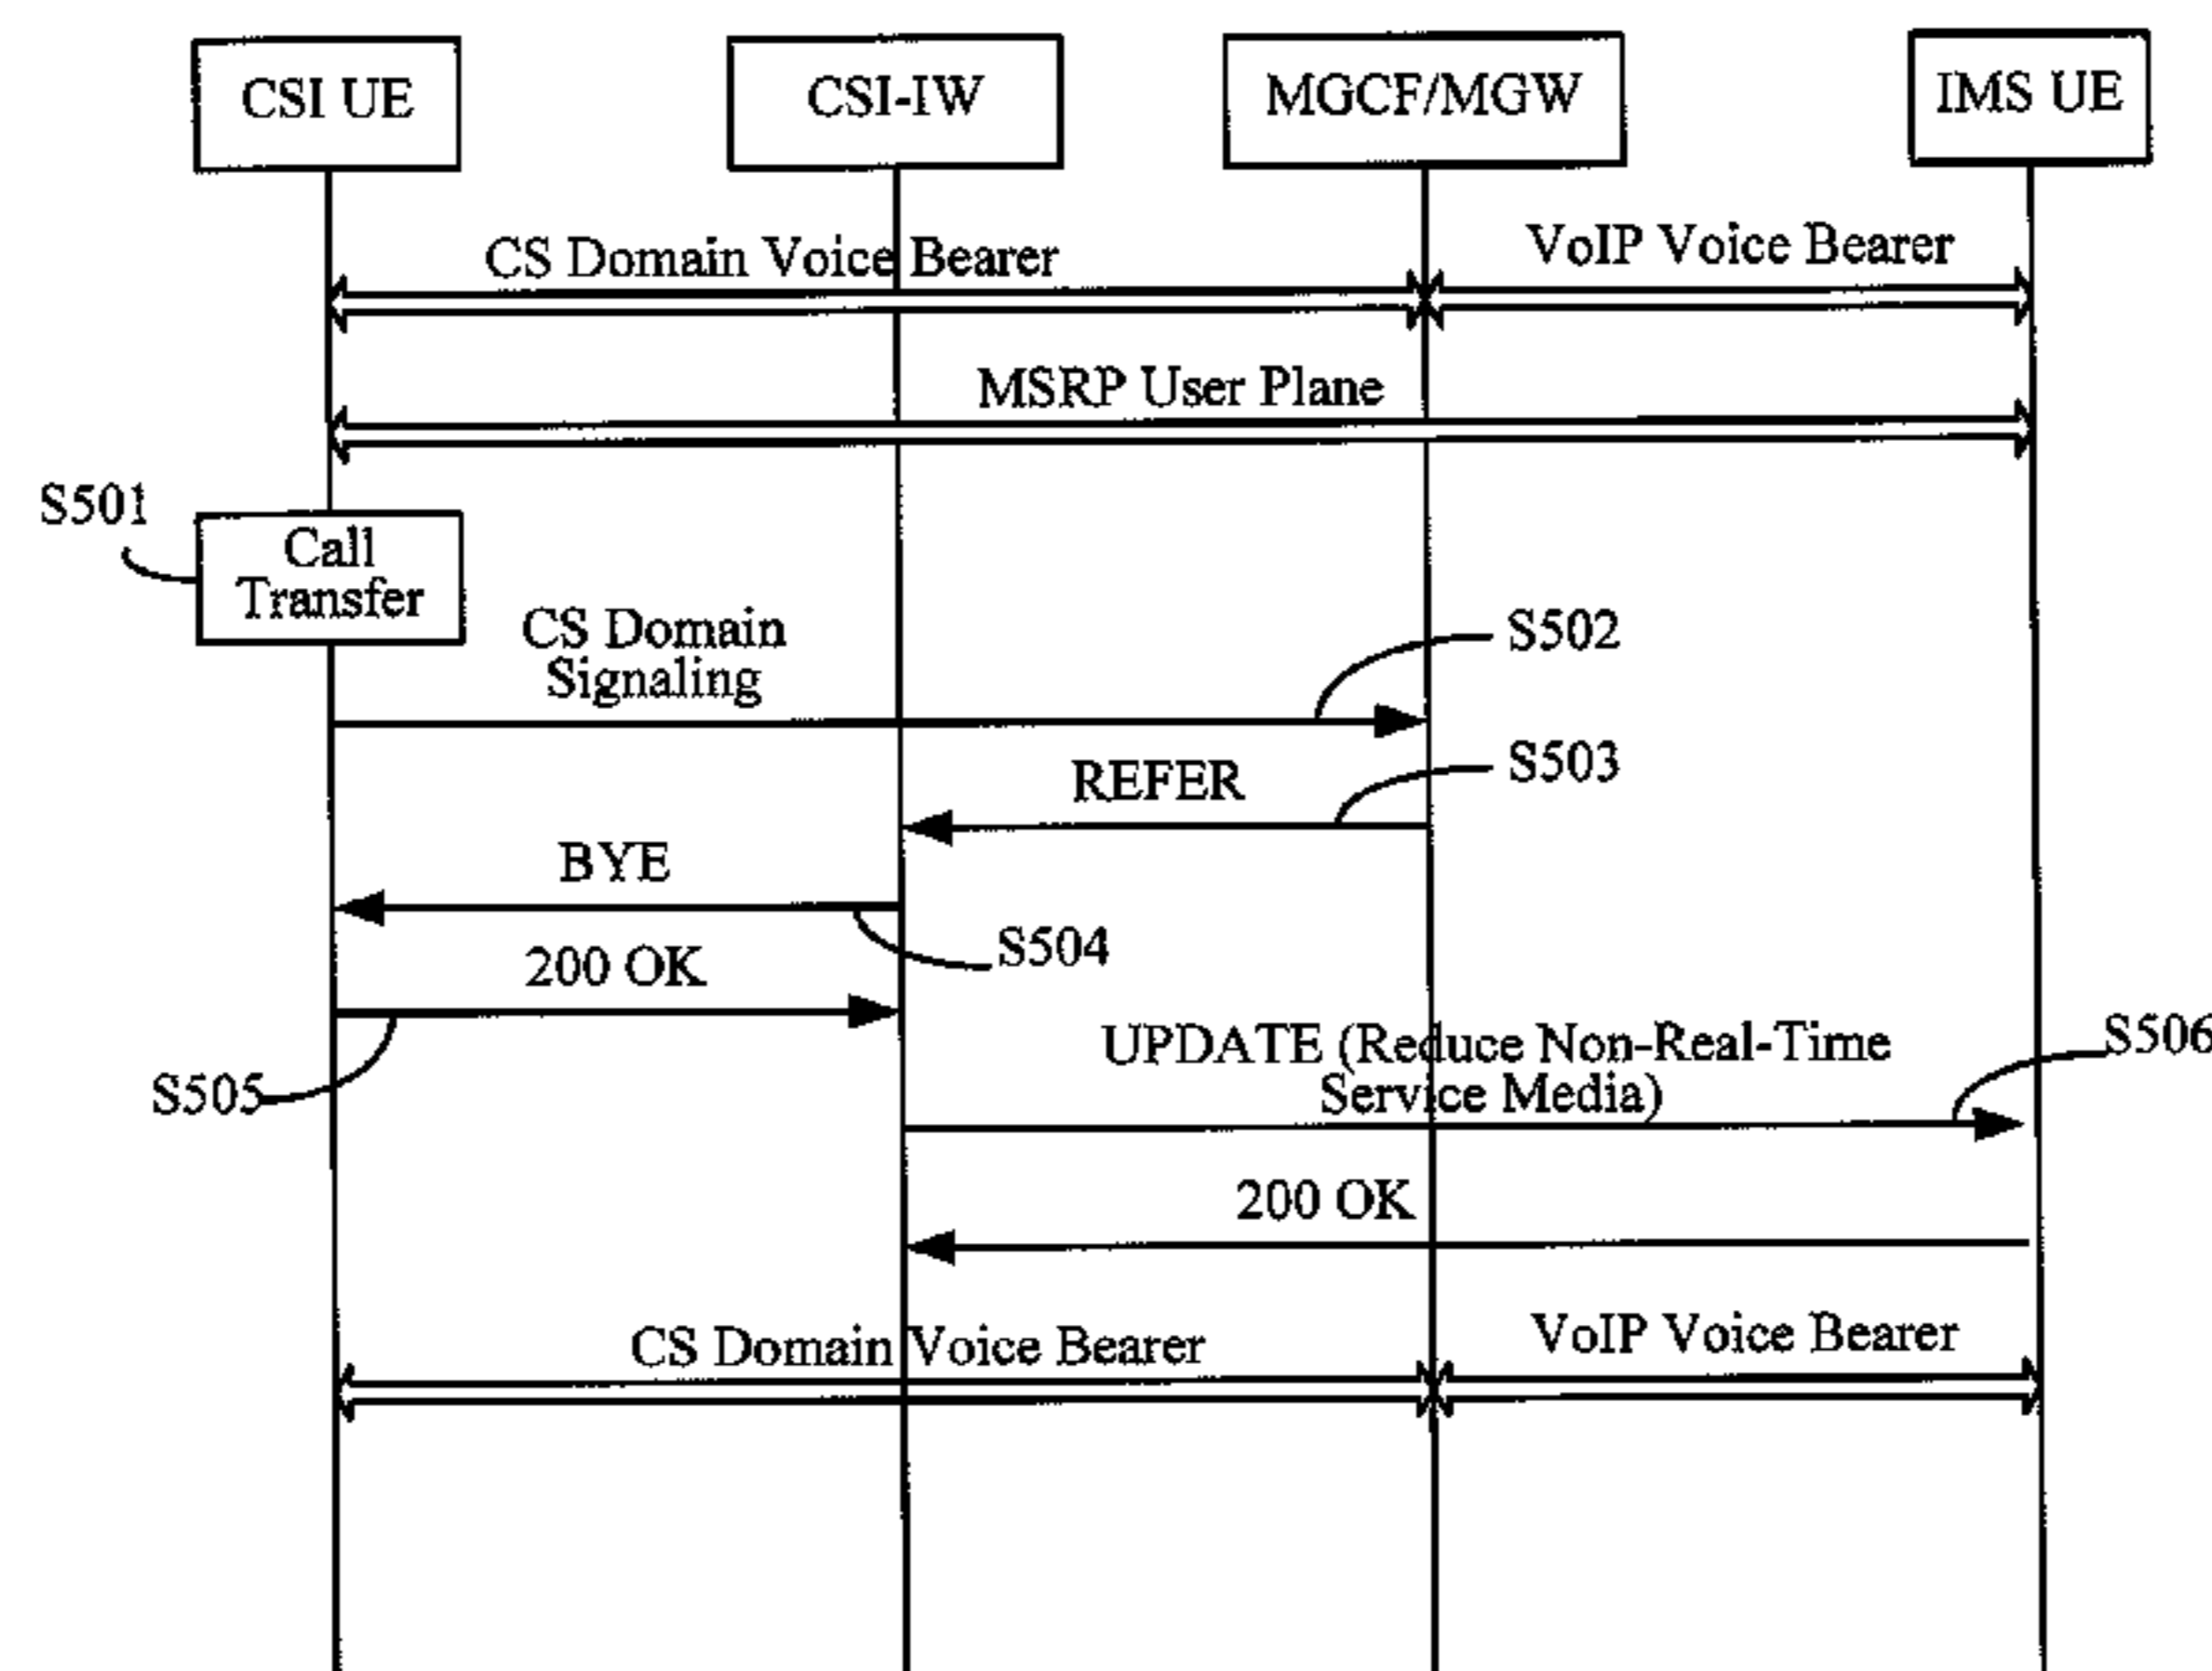 CSI UE
CSI-IW
MGCF/MGW
IMS UE
CS Domain Voice Bearer
VoIP Voice Bearer
MSRP User Plane
S501
Call
Transfer
CS Domain
Signaling
S502
REFER
S503
BYE
S504
200 OK
S505
UPDATE (Reduce Non-Real-Time
Service Media)
S506
200 OK
CS Domain Voice Bearer
VoIP Voice Bearer